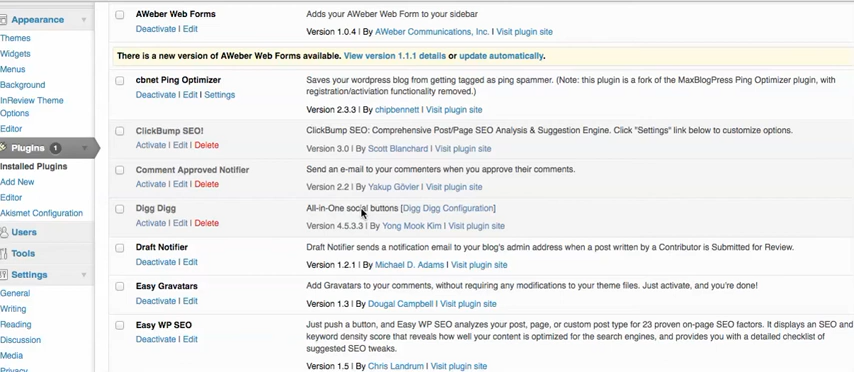 Appearance
Themes
Widgets
Menus
Background
InReview Theme
Options
Editor
Plugins 1
Installed Plugins
Add New
Editor
Akismet Configuration
Users
Tools
Settings
General
Writing
Reading
Discussion
Media
Privacy
AWeber Web Forms
Adds your AWeber Web Form to your sidebar
Deactivate | Edit
Version 1.0.4 | By AWeber Communications, Inc. | Visit plugin site
There is a new version of AWeber Web Forms available. View version 1.1.1 details or update automatically.
cbnet Ping Optimizer
Saves your wordpress blog from getting tagged as ping spammer. (Note: this plugin is a fork of the MaxBlogPress Ping Optimizer plugin, with
Deactivate | Edit | Settings
registration/activiation functionality removed.)
Version 2.3.3 | By chipbennett | Visit plugin site
ClickBump SEO!
ClickBump SEO: Comprehensive Post/Page SEO Analysis & Suggestion Engine. Click "Settings" link below to customize options.
Activate | Edit | Delete
Version 3.0 | By Scott Blanchard | Visit plugin site
Comment Approved Notifier
Send an e-mail to your commenters when you approve their comments.
Activate | Edit | Delete
Version 2.2 | By Yakup Gövler | Visit plugin site
Digg Digg
All-in-One social buttons [Digg Digg Configuration]
Activate | Edit | Delete
Version 4.5.3.3 | By Yong Mook Kim | Visit plugin site
Draft Notifier
Draft Notifier sends a notification email to your blog's admin address when a post written by a Contributor is Submitted for Review.
Deactivate | Edit
Version 1.2.1 | By Michael D. Adams | Visit plugin site
Easy Gravatars
Add Gravatars to your comments, without requiring any modifications to your theme files. Just activate, and you're done!
Deactivate | Edit
Version 1.3 | By Dougal Campbell | Visit plugin site
Easy WP SEO
Just push a button, and Easy WP SEO analyzes your post, page, or custom post type for 23 proven on-page SEO factors. It displays an SEO and
Deactivate | Edit
keyword density score that reveals how well your content is optimized for the search engines, and provides you with a detailed checklist of
suggested SEO tweaks.
Version 1.5 | By Chris Landrum | Visit plugin site